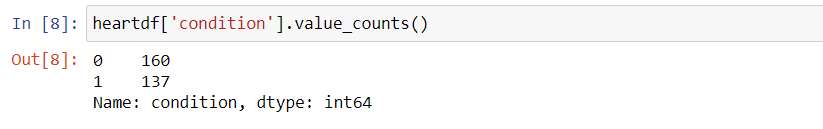 In [8]: heartdf['condition'].value_counts()
Out[8]: 0    160
1    137
Name: condition, dtype: int64